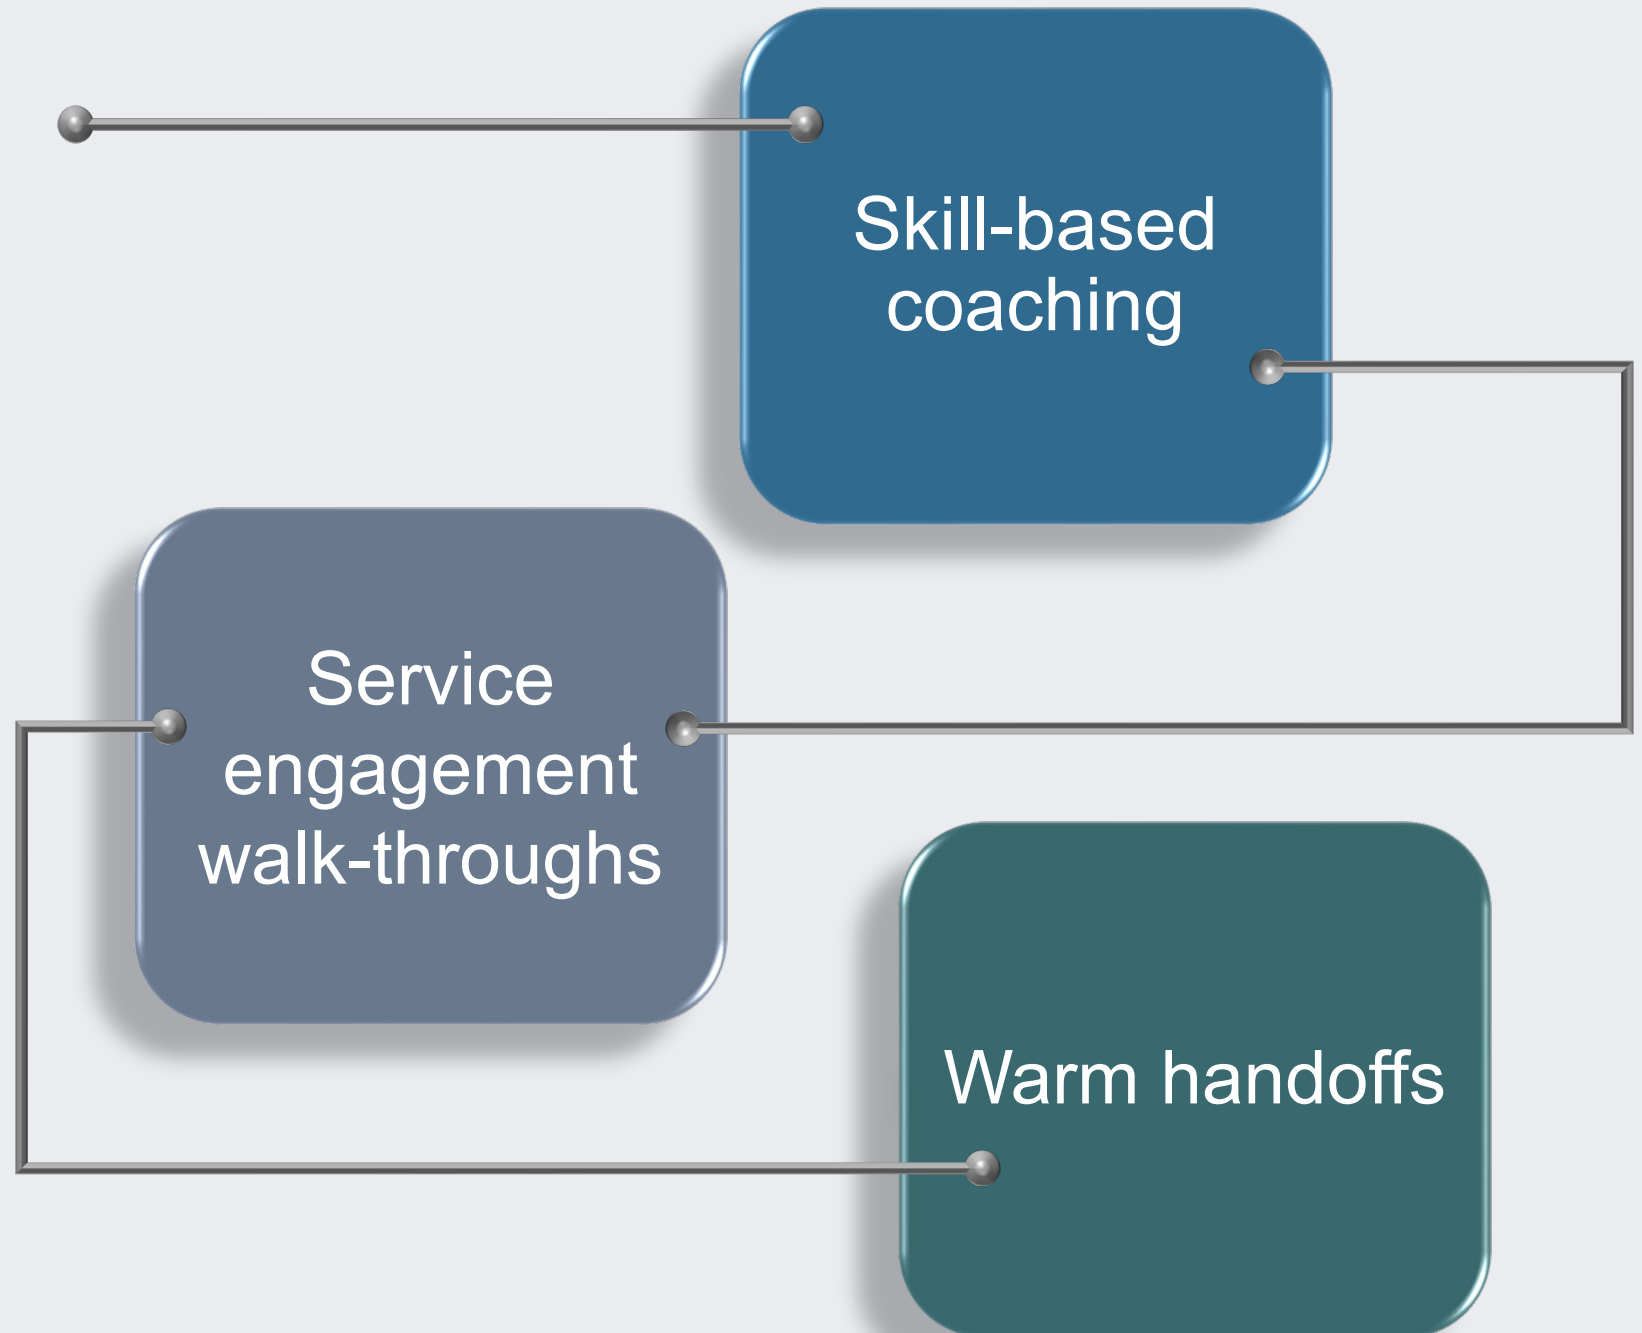 Skill-based
coaching
Service
engagement
walk-throughs
Warm handoffs